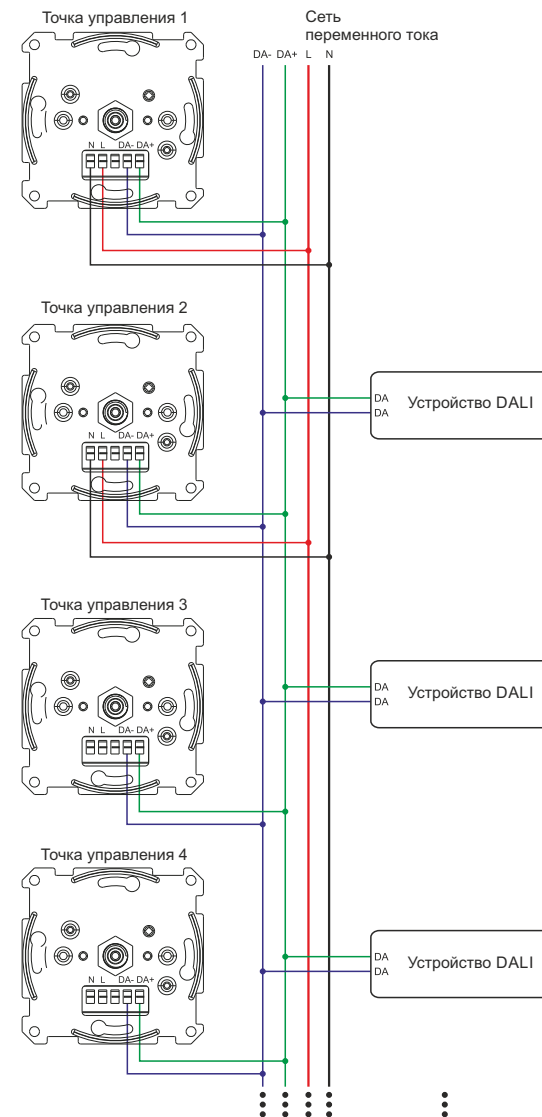 Точка управления 1
Сеть
переменного тока
DA- DA+ L N
N L DA- DA+
Точка управления 2
N L DA- DA+
DA
DA
Устройство DALI
Точка управления 3
N L DA- DA+
DA
DA
Устройство DALI
Точка управления 4
N L DA- DA+
DA
DA
Устройство DALI